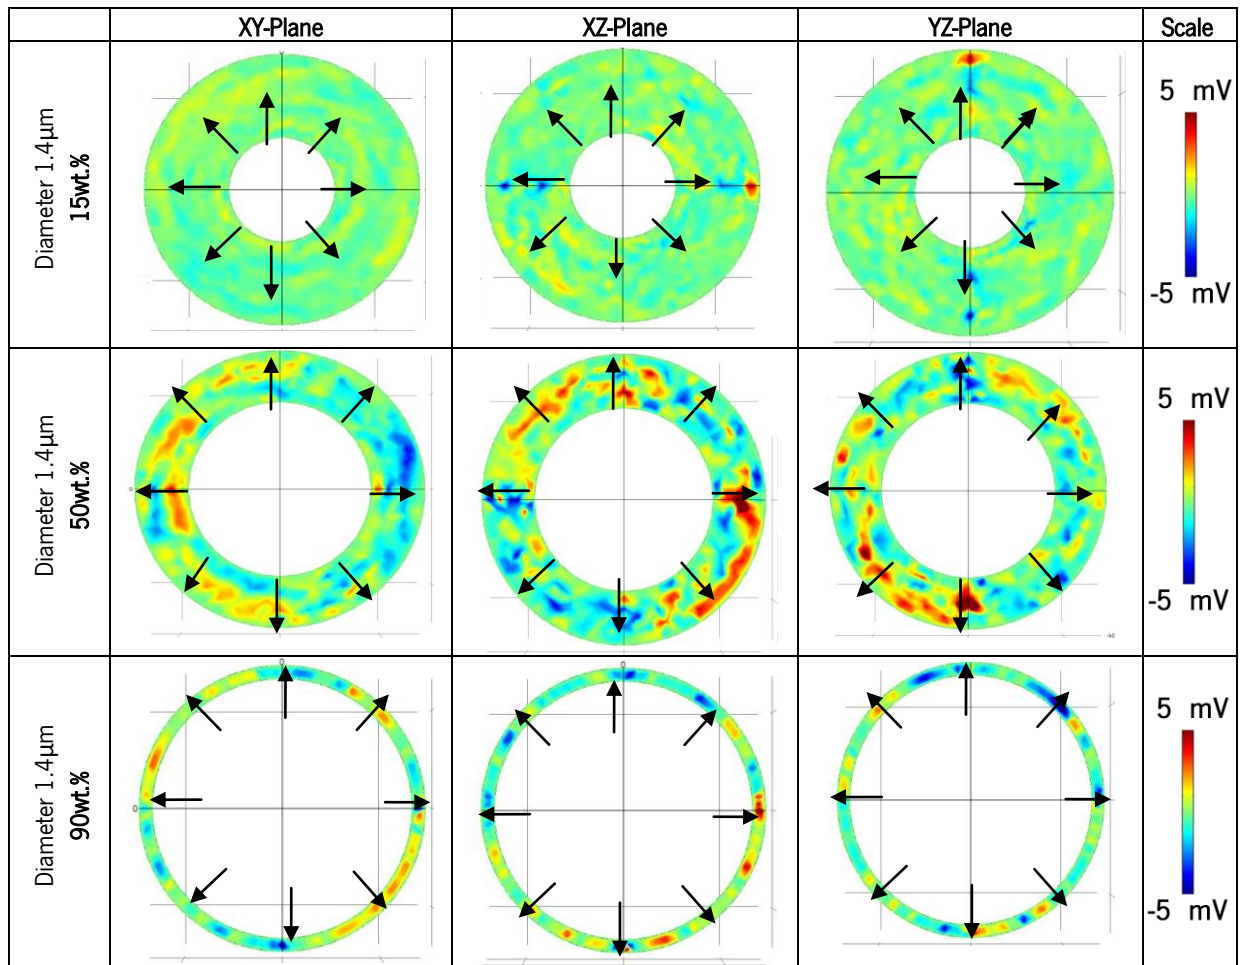 XY-Plane XZ-Plane YZ-Plane Scale
Diameter 1.4µm
15wt.%
5 mV
-5 mV
Diameter 1.4µm
50wt.%
5 mV
-5 mV
Diameter 1.4µm
90wt.%
5 mV
-5 mV